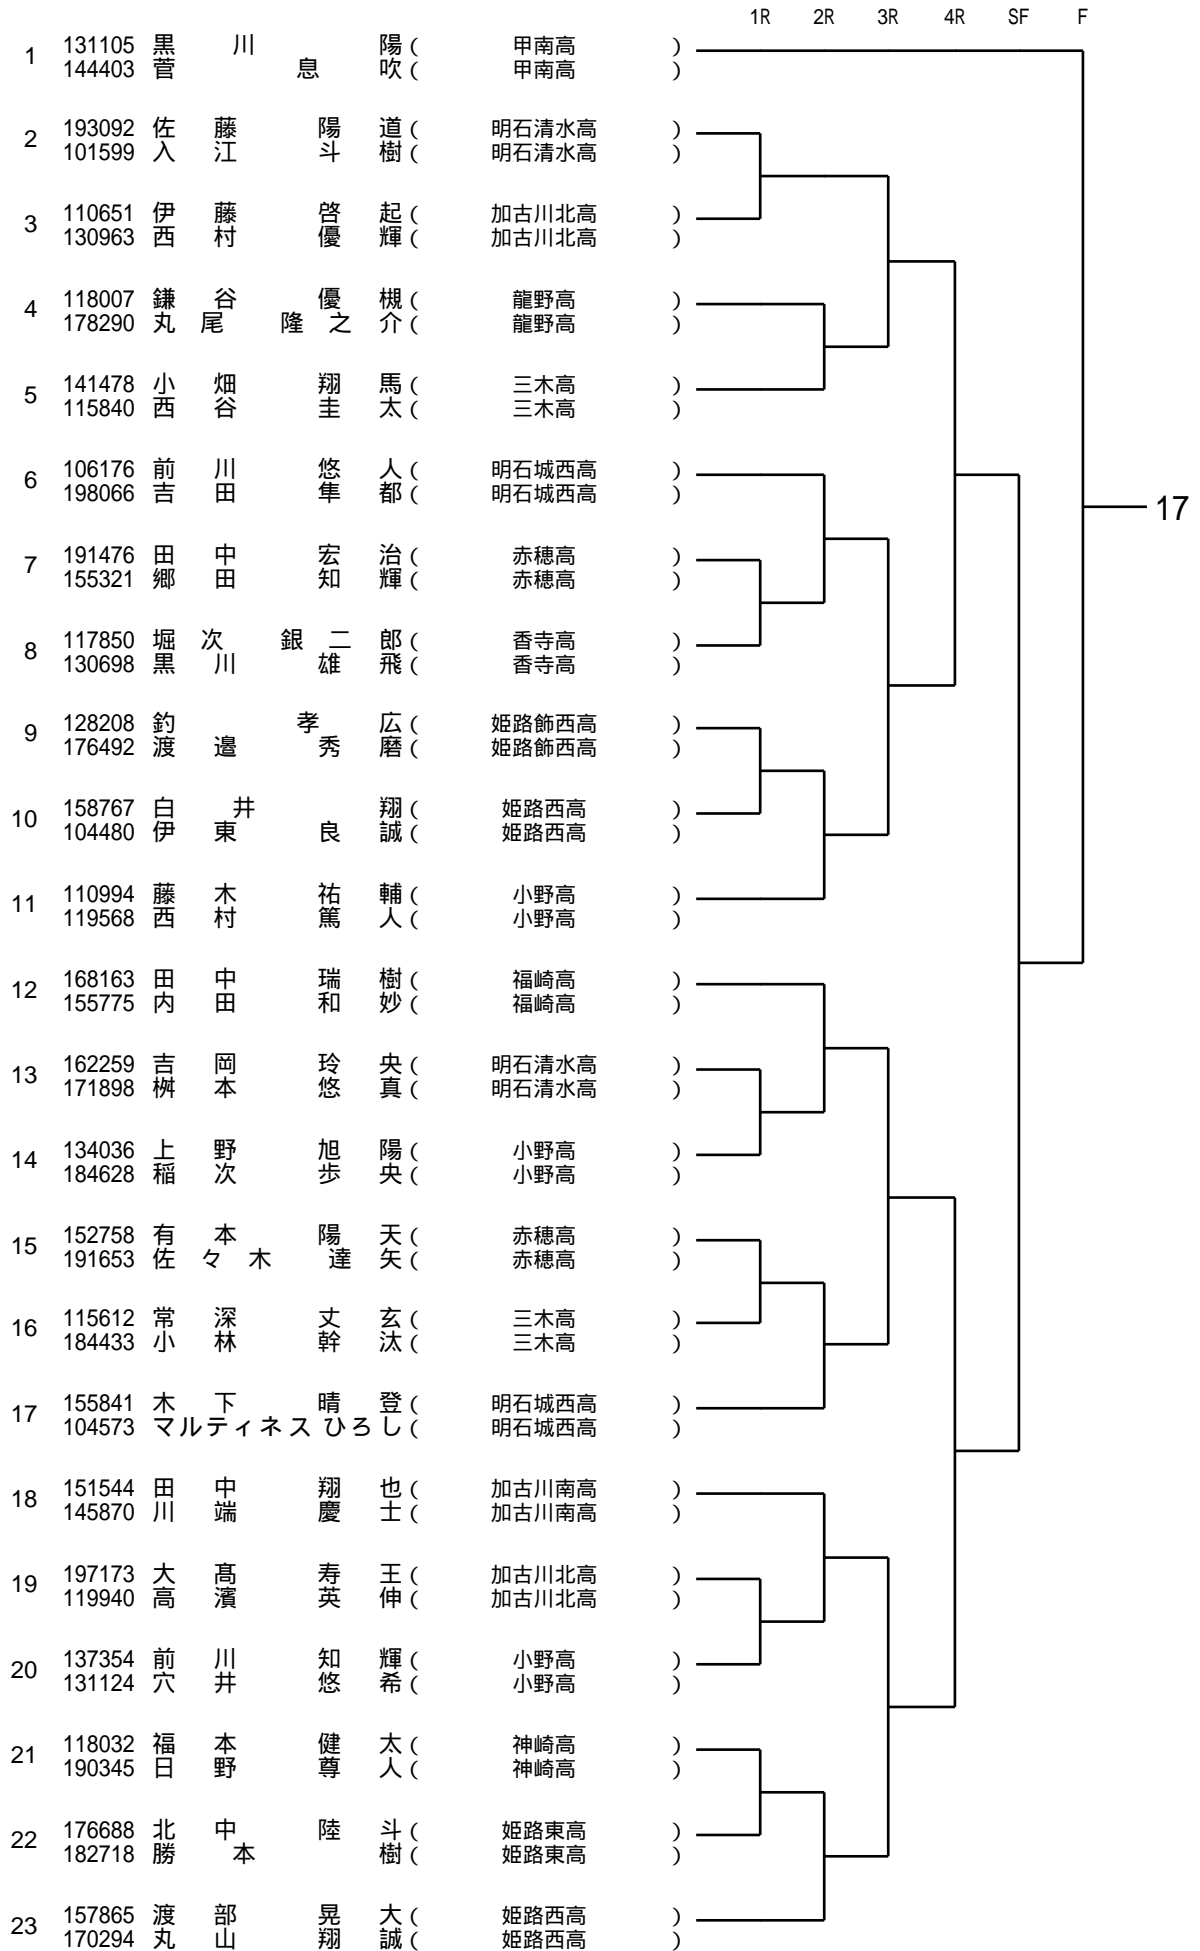 1R 2R 3R 4R SF F
1 131105 黒川 陽 ( 甲南高 )
144403 菅 息吹 ( 甲南高 )
2 193092 佐藤 陽道 ( 明石清水高 )
101599 入江 斗樹 ( 明石清水高 )
3 110651 伊藤 啓起 ( 加古川北高 )
130963 西村 優輝 ( 加古川北高 )
4 118007 鎌谷 優槻 ( 龍野高 )
178290 丸尾 隆之介 ( 龍野高 )
5 141478 小畑 翔馬 ( 三木高 )
115840 西谷 圭太 ( 三木高 )
6 106176 前川 悠人 ( 明石城西高 )
198066 吉田 隼都 ( 明石城西高 )
17
7 191476 田中 宏治 ( 赤穂高 )
155321 郷田 知輝 ( 赤穂高 )
8 117850 堀次 銀二郎 ( 香寺高 )
130698 黒川 雄飛 ( 香寺高 )
9 128208 釣 孝広 ( 姫路飾西高 )
176492 渡邉 秀磨 ( 姫路飾西高 )
10 158767 白井 翔 ( 姫路西高 )
104480 伊東 良誠 ( 姫路西高 )
11 110994 藤木 祐輔 ( 小野高 )
119568 西村 篤人 ( 小野高 )
12 168163 田中 瑞樹 ( 福崎高 )
155775 内田 和妙 ( 福崎高 )
13 162259 吉岡 玲央 ( 明石清水高 )
171898 桝本 悠真 ( 明石清水高 )
14 134036 上野 旭陽 ( 小野高 )
184628 稲次 歩央 ( 小野高 )
15 152758 有本 陽天 ( 赤穂高 )
191653 佐々木 達矢 ( 赤穂高 )
16 115612 常深 丈玄 ( 三木高 )
184433 小林 幹汰 ( 三木高 )
17 155841 木下 晴登 ( 明石城西高 )
104573 マルティネス ひろし ( 明石城西高 )
18 151544 田中 翔也 ( 加古川南高 )
145870 川端 慶士 ( 加古川南高 )
19 197173 大髙 寿王 ( 加古川北高 )
119940 高濱 英伸 ( 加古川北高 )
20 137354 前川 知輝 ( 小野高 )
131124 穴井 悠希 ( 小野高 )
21 118032 福本 健太 ( 神崎高 )
190345 日野 尊人 ( 神崎高 )
22 176688 北中 陸斗 ( 姫路東高 )
182718 勝本 樹 ( 姫路東高 )
23 157865 渡部 晃大 ( 姫路西高 )
170294 丸山 翔誠 ( 姫路西高 )